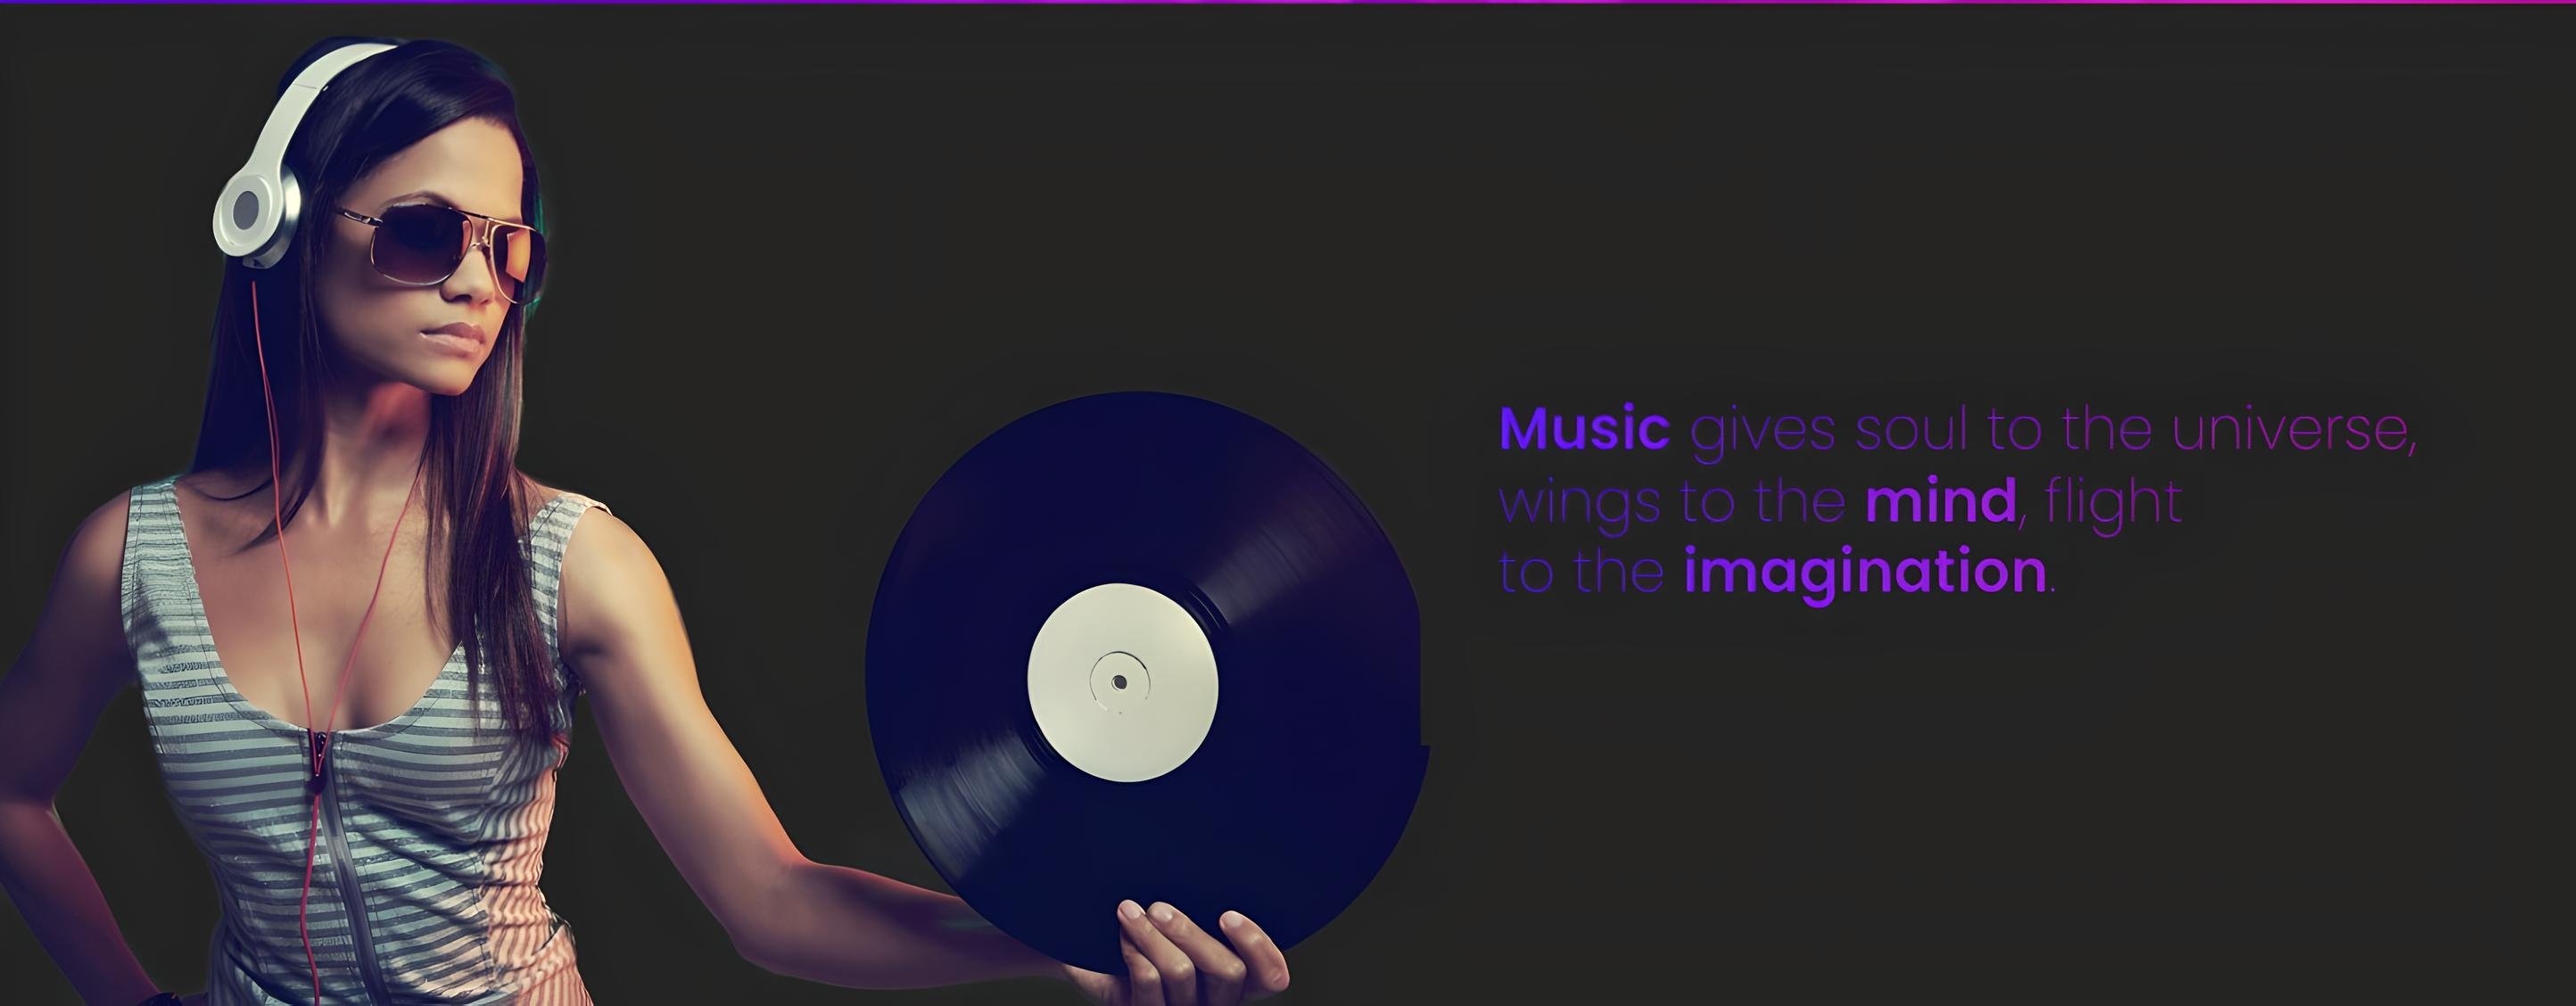 Music gives soul to the universe,
wings to the mind, flight
to the imagination.